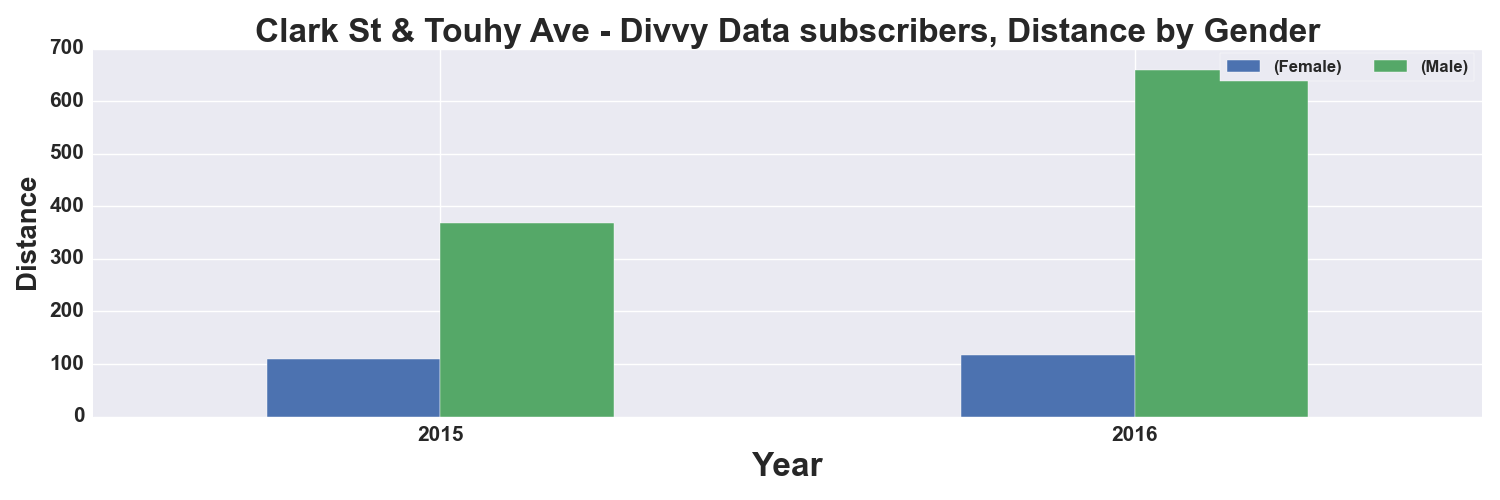 Clark St & Touhy Ave - Divvy Data subscribers, Distance by Gender
700
600
500
400
300
200
100
0
Distance
(Female) (Male)
2015 2016
Year